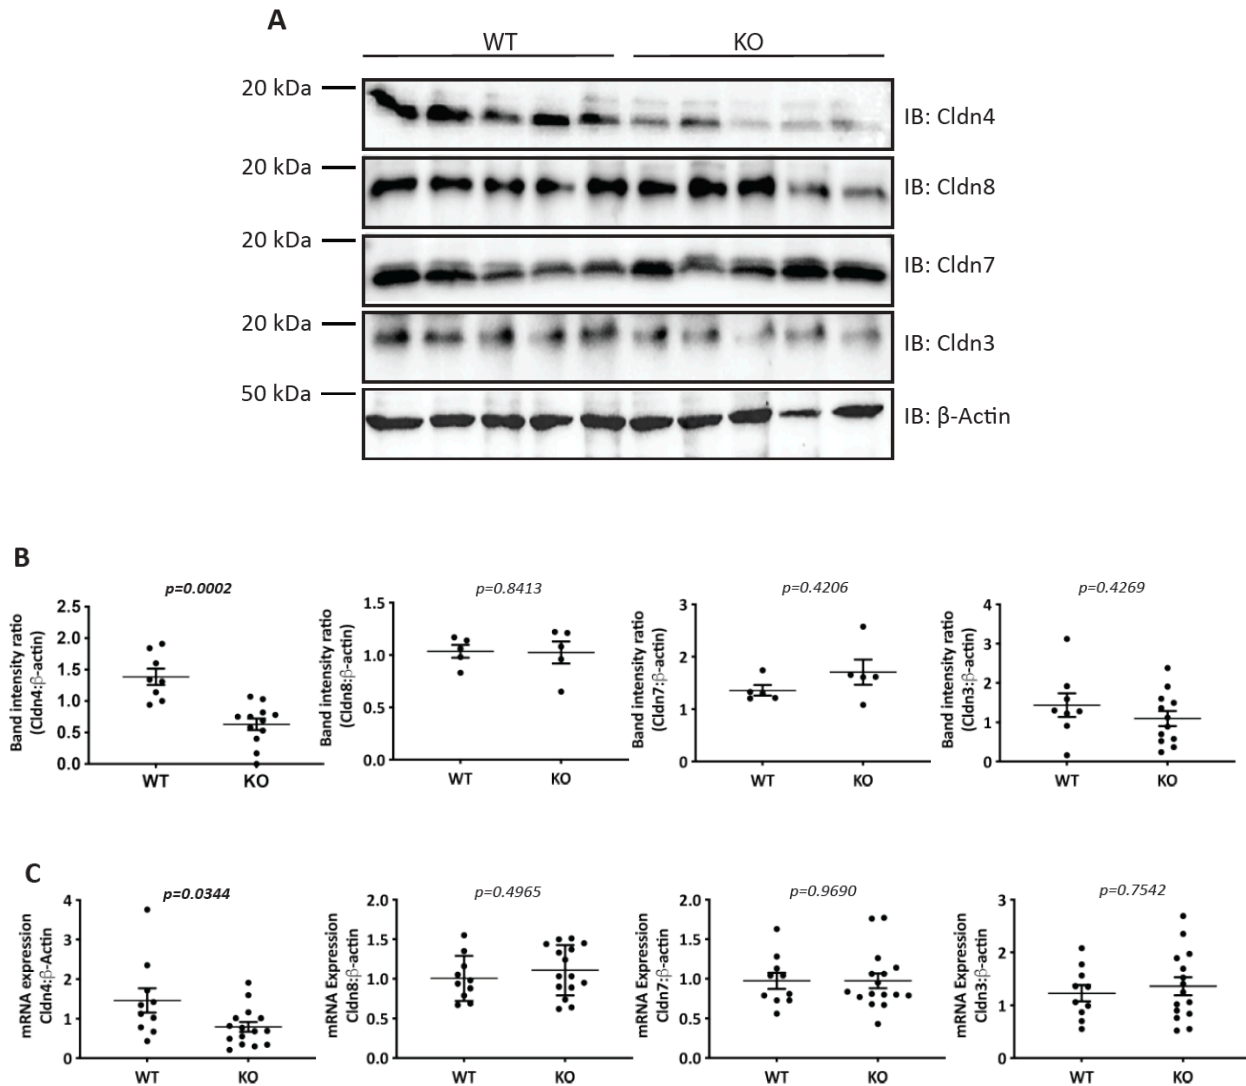 A
WT KO
20 kDa IB: Cldn4
20 kDa IB: Cldn8
20 kDa IB: Cldn7
20 kDa IB: Cldn3
50 kDa IB: β-Actin
B
p=0.0002
Band intensity ratio
(Cldn4:β-actin)
2.5
2.0
1.5
1.0
0.5
0.0
WT KO
p=0.8413
Band intensity ratio
(Cldn8:β-actin)
1.5
1.0
0.5
0.0
WT KO
p=0.4206
Band intensity ratio
(Cldn7:β-actin)
3
2
1
0
WT KO
p=0.4269
Band intensity ratio
(Cldn3:β-actin)
4
3
2
1
0
WT KO
C
p=0.0344
mRNA expression
Cldn4:β-Actin
4
3
2
1
0
WT KO
p=0.4965
mRNA Expression
Cldn8:β-actin
2.0
1.5
1.0
0.5
0.0
WT KO
p=0.9690
mRNA Expression
Cldn7:β-actin
2.0
1.5
1.0
0.5
0.0
WT KO
p=0.7542
mRNA Expression
Cldn3:β-actin
3
2
1
0
WT KO